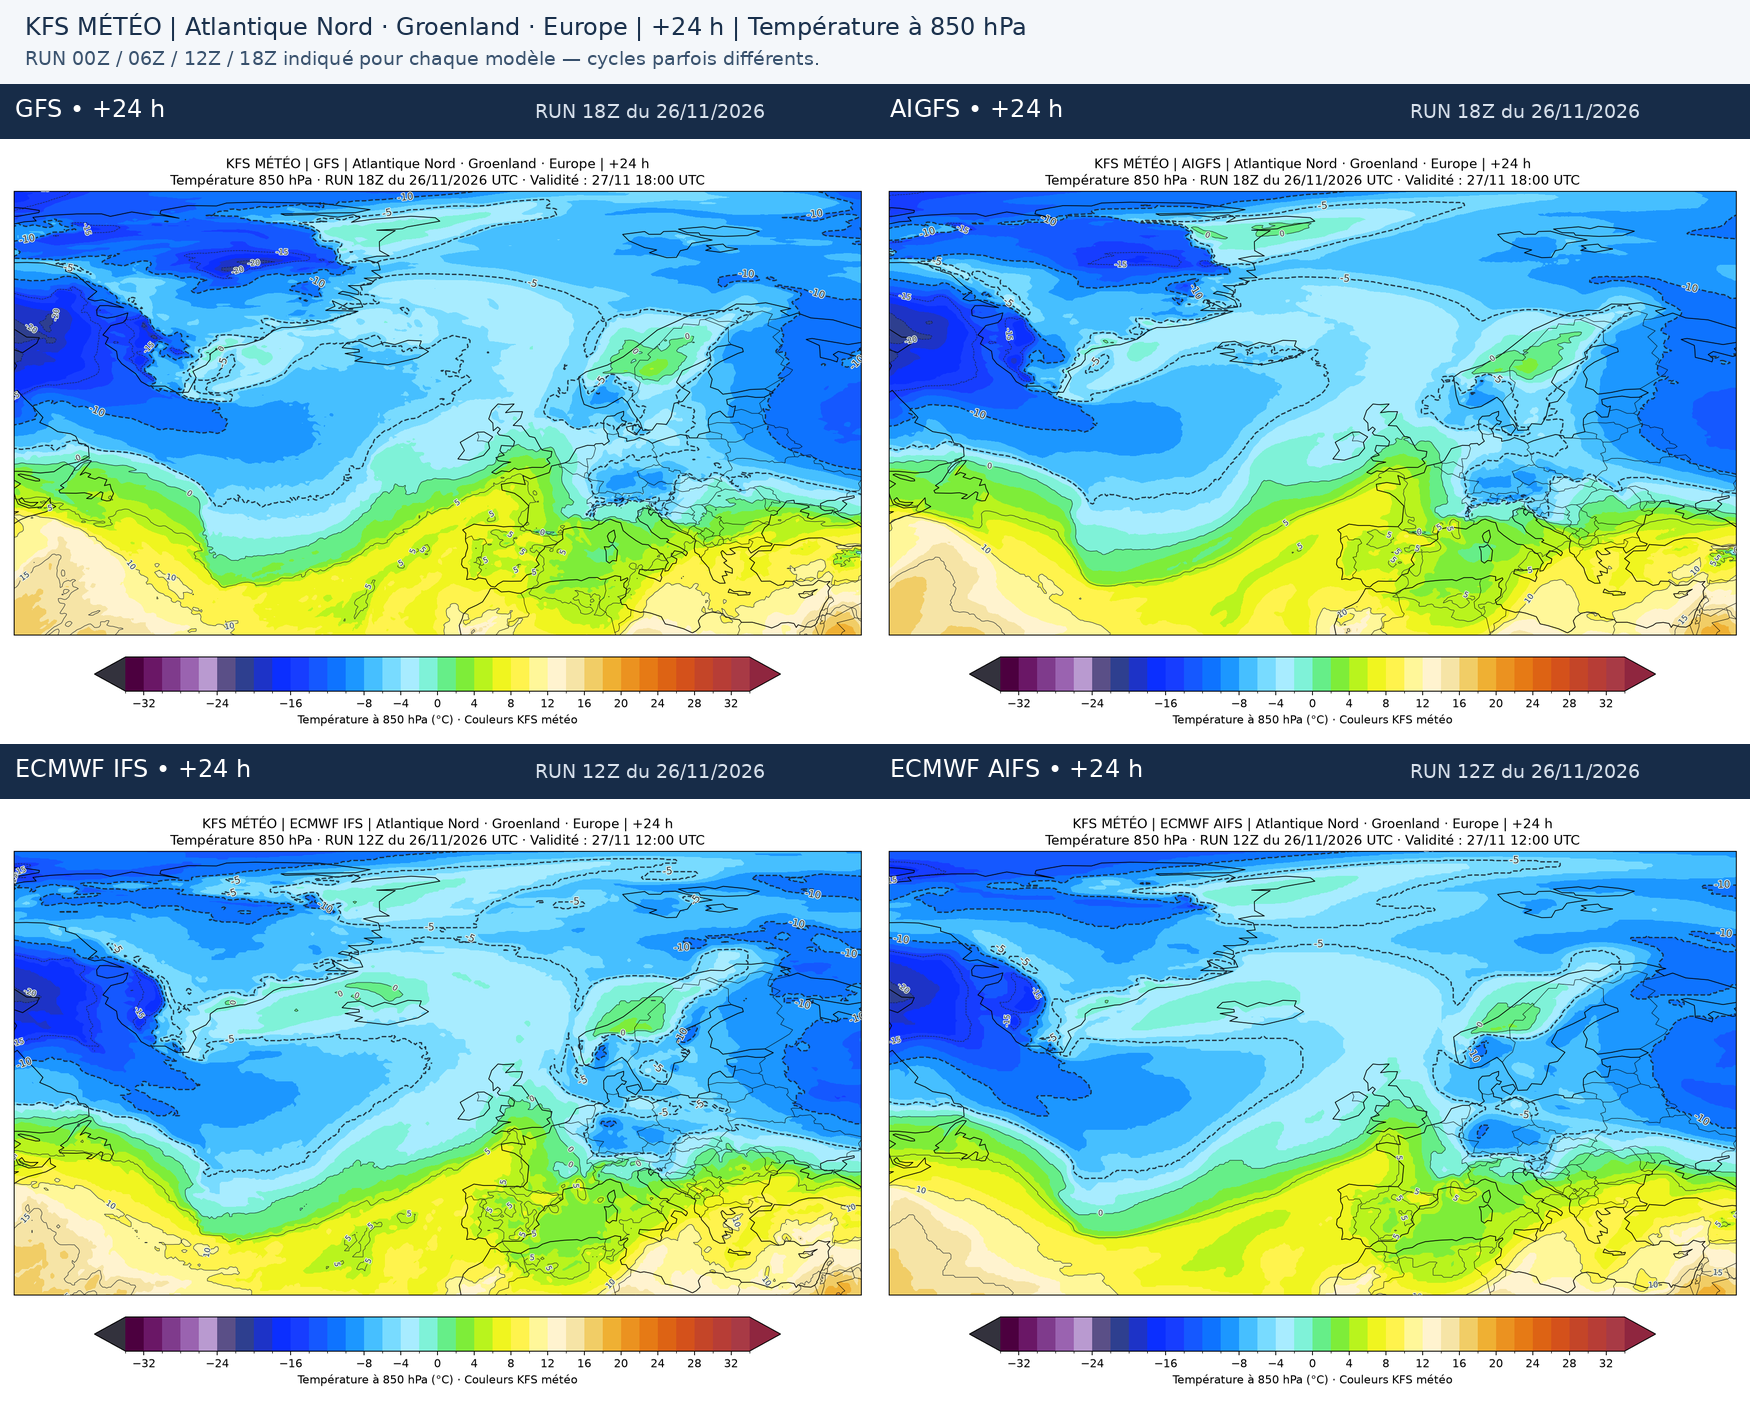 KFS MÉTÉO | Atlantique Nord · Groenland · Europe | +24 h | Température à 850 hPa
RUN 00Z / 06Z / 12Z / 18Z indiqué pour chaque modèle — cycles parfois différents.
GFS • +24 h
RUN 18Z du 26/11/2026
AIGFS • +24 h
RUN 18Z du 26/11/2026
KFS MÉTÉO | GFS | Atlantique Nord · Groenland · Europe | +24 h
Température 850 hPa · RUN 18Z du 26/11/2026 UTC · Validité : 27/11 18:00 UTC
KFS MÉTÉO | AIGFS | Atlantique Nord · Groenland · Europe | +24 h
Température 850 hPa · RUN 18Z du 26/11/2026 UTC · Validité : 27/11 18:00 UTC
−32 −24 −16 −8 −4 0 4 8 12 16 20 24 28 32
Température à 850 hPa (°C) · Couleurs KFS météo
−32 −24 −16 −8 −4 0 4 8 12 16 20 24 28 32
Température à 850 hPa (°C) · Couleurs KFS météo
ECMWF IFS • +24 h
RUN 12Z du 26/11/2026
ECMWF AIFS • +24 h
RUN 12Z du 26/11/2026
KFS MÉTÉO | ECMWF IFS | Atlantique Nord · Groenland · Europe | +24 h
Température 850 hPa · RUN 12Z du 26/11/2026 UTC · Validité : 27/11 12:00 UTC
KFS MÉTÉO | ECMWF AIFS | Atlantique Nord · Groenland · Europe | +24 h
Température 850 hPa · RUN 12Z du 26/11/2026 UTC · Validité : 27/11 12:00 UTC
−32 −24 −16 −8 −4 0 4 8 12 16 20 24 28 32
Température à 850 hPa (°C) · Couleurs KFS météo
−32 −24 −16 −8 −4 0 4 8 12 16 20 24 28 32
Température à 850 hPa (°C) · Couleurs KFS météo